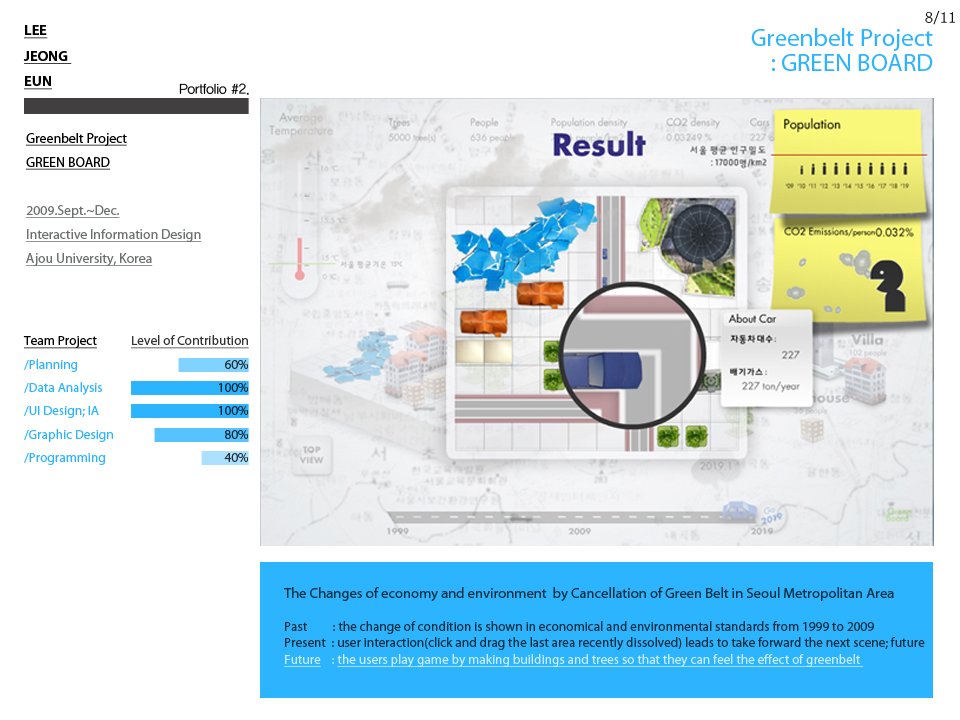 8/11
LEE
JEONG
EUN
Greenbelt Project
: GREEN BOARD
Portfolio #2.
Greenbelt Project
GREEN BOARD
2009.Sept.~Dec.
Interactive Information Design
Ajou University, Korea
Team Project Level of Contribution
/Planning 60%
/Data Analysis 100%
/UI Design; IA 100%
/Graphic Design 80%
/Programming 40%
Average
Temperature
Trees
5000 tree(s)
People
636 people
Population density
people/km2
CO2 density
0.03249 %
Cars
227
Result
서울 평균 인구밀도
: 17000명/km2
Population
'09 '10 '11 '12 '13 '14 '15 '16 '17 '18 '19
CO2 Emissions/person 0.032%
서울 평균기온 13℃
0℃
About Car
자동차 대수 :
227
배기가스 :
227 ton/year
Villa
102 people
house
people
TOP
VIEW
2019.1
Go
2019
1999 2009 2019
Green
Board
The Changes of economy and environment by Cancellation of Green Belt in Seoul Metropolitan Area
Past : the change of condition is shown in economical and environmental standards from 1999 to 2009
Present : user interaction(click and drag the last area recently dissolved) leads to take forward the next scene; future
Future : the users play game by making buildings and trees so that they can feel the effect of greenbelt